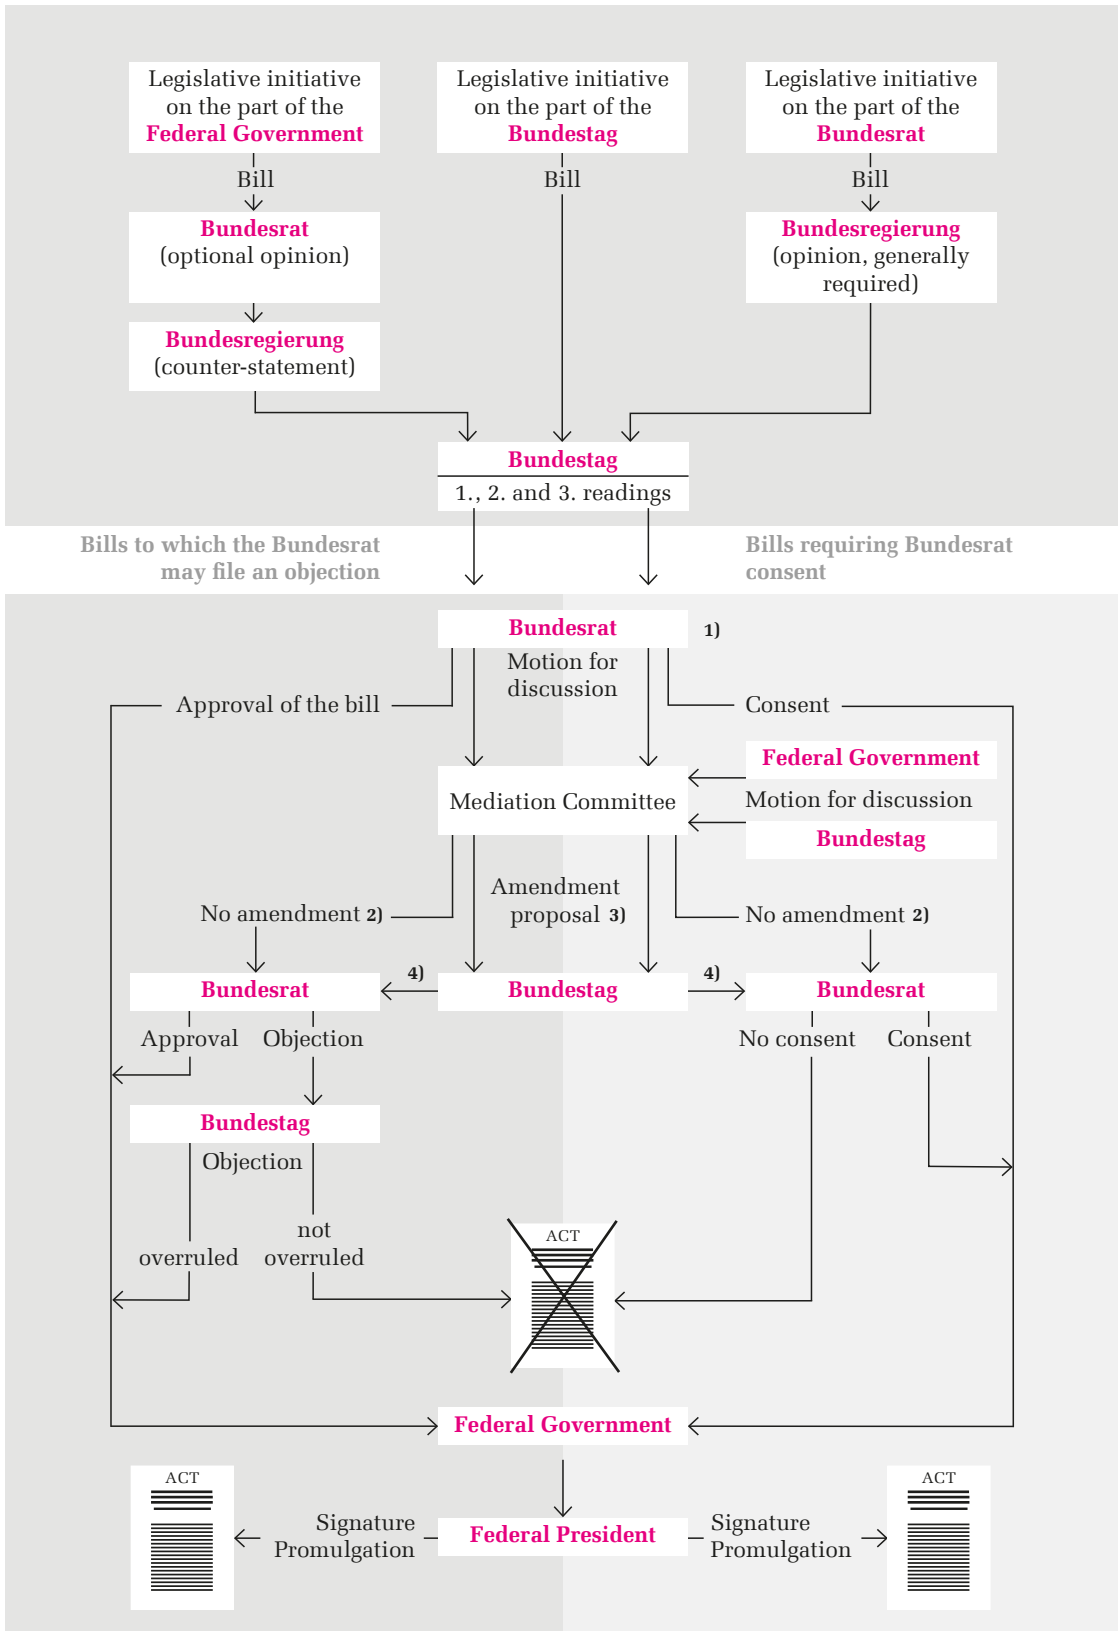 Legislative initiative
on the part of the
Federal Government
Legislative initiative
on the part of the
Bundestag
Legislative initiative
on the part of the
Bundesrat
Bill
Bill
Bill
Bundesrat
(optional opinion)
Bundesregierung
(opinion, generally
required)
Bundesregierung
(counter-statement)
Bundestag
1., 2. and 3. readings
Bills to which the Bundesrat
may file an objection
Bills requiring Bundesrat
consent
Bundesrat
1)
Motion for
discussion
Approval of the bill
Consent
Federal Government
Mediation Committee
Motion for discussion
Bundestag
Amendment
proposal 3)
No amendment 2)
No amendment 2)
4)
4)
Bundesrat
Bundestag
Bundesrat
Approval
Objection
No consent
Consent
Bundestag
Objection
not
overruled
overruled
ACT
Federal Government
ACT
ACT
Signature
Promulgation
Federal President
Signature
Promulgation